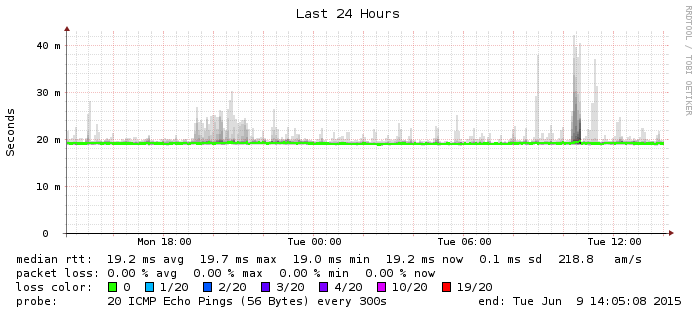 Last 24 Hours
RRDTOOL / TOBI OETIKER
Seconds
40 m
30 m
20 m
10 m
0
Mon 18:00 Tue 00:00 Tue 06:00 Tue 12:00
median rtt: 19.2 ms avg 19.7 ms max 19.0 ms min 19.2 ms now 0.1 ms sd 218.8 am/s
packet loss: 0.00 % avg 0.00 % max 0.00 % min 0.00 % now
loss color: 0 1/20 2/20 3/20 4/20 10/20 19/20
probe: 20 ICMP Echo Pings (56 Bytes) every 300s end: Tue Jun 9 14:05:08 2015